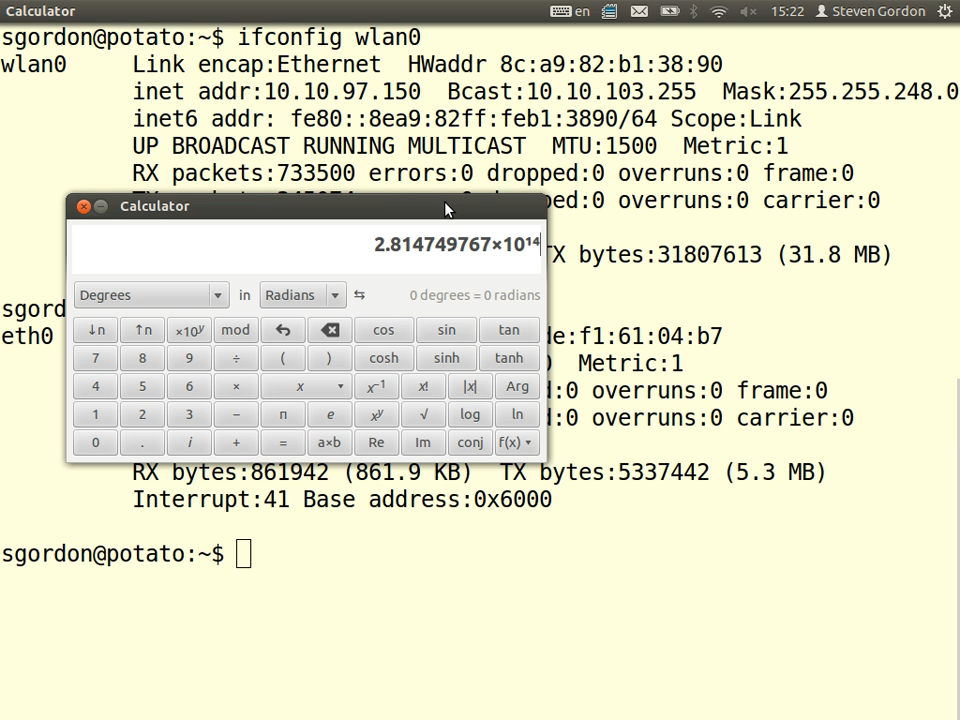 Calculator en 15:22 Steven Gordon
sgordon@potato:~$ ifconfig wlan0
wlan0 Link encap:Ethernet HWaddr 8c:a9:82:b1:38:90
inet addr:10.10.97.150 Bcast:10.10.103.255 Mask:255.255.248.0
inet6 addr: fe80::8ea9:82ff:feb1:3890/64 Scope:Link
UP BROADCAST RUNNING MULTICAST MTU:1500 Metric:1
RX packets:733500 errors:0 dropped:0 overruns:0 frame:0
ped:0 overruns:0 carrier:0
TX bytes:31807613 (31.8 MB)
sgord
eth0 de:f1:61:04:b7
Metric:1
d:0 overruns:0 frame:0
d:0 overruns:0 carrier:0
RX bytes:861942 (861.9 KB) TX bytes:5337442 (5.3 MB)
Interrupt:41 Base address:0x6000
sgordon@potato:~$
Calculator
2.814749767×10¹⁴
Degrees in Radians ⇆ 0 degrees = 0 radians
↓n ↑n ×10ʸ mod cos sin tan
7 8 9 ÷ ( ) cosh sinh tanh
4 5 6 × x x⁻¹ x! |x| Arg
1 2 3 − π e xʸ √ log ln
0 . i + = a×b Re Im conj f(x)